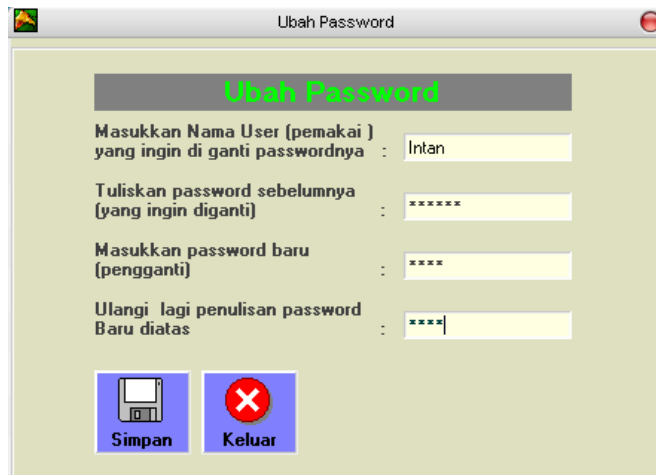 Ubah Password
Ubah Password
Masukkan Nama User (pemakai )
yang ingin di ganti passwordnya : Intan
Tuliskan password sebelumnya
(yang ingin diganti) : ******
Masukkan password baru
(pengganti) : ****
Ulangi lagi penulisan password
Baru diatas : ****
Simpan Keluar